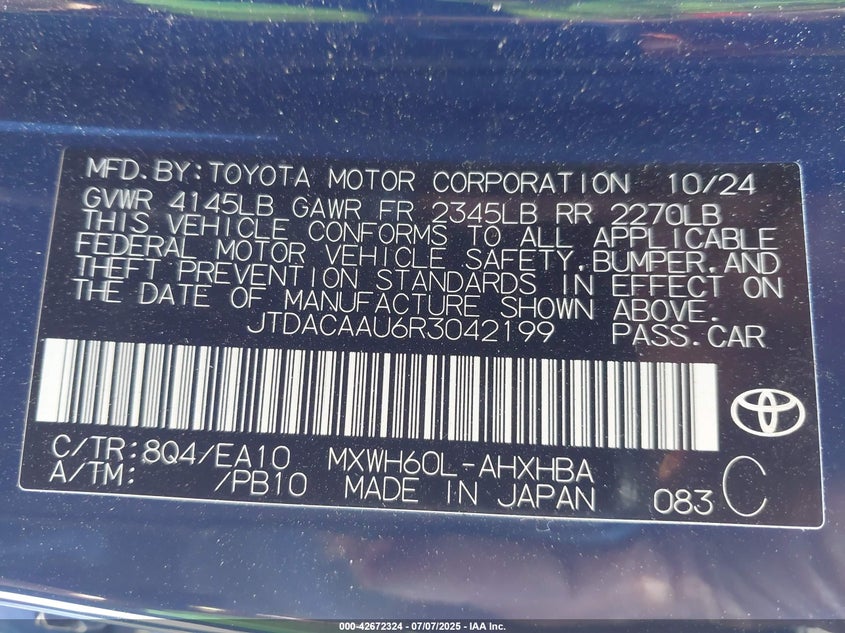 MFD.BY:TOYOTA MOTOR CORPORATION 10/24
GVWR 4145LB GAWR FR 2345LB RR 2270LB
THIS VEHICLE CONFORMS TO ALL APPLICABLE
FEDERAL MOTOR VEHICLE SAFETY,BUMPER,AND
THEFT PREVENTION STANDARDS IN EFFECT ON
THE DATE OF MANUFACTURE SHOWN ABOVE.
JTDACAAU6R3042199 PASS.CAR
C/TR:8Q4/EA10 MXWH60L-AHXHBA
A/TM: /PB10 MADE IN JAPAN 083 C
000-42672324 | 07/07/2025 - IAA Inc.